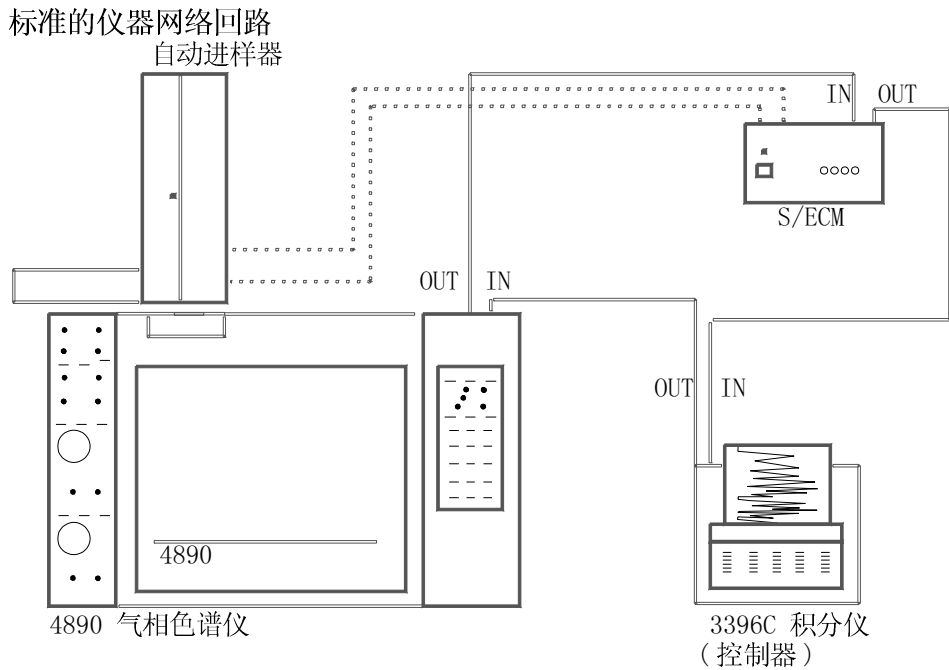 标准的仪器网络回路
自动进样器
IN OUT
S/ECM
OUT IN
OUT IN
4890
4890 气相色谱仪
3396C 积分仪
(控制器)